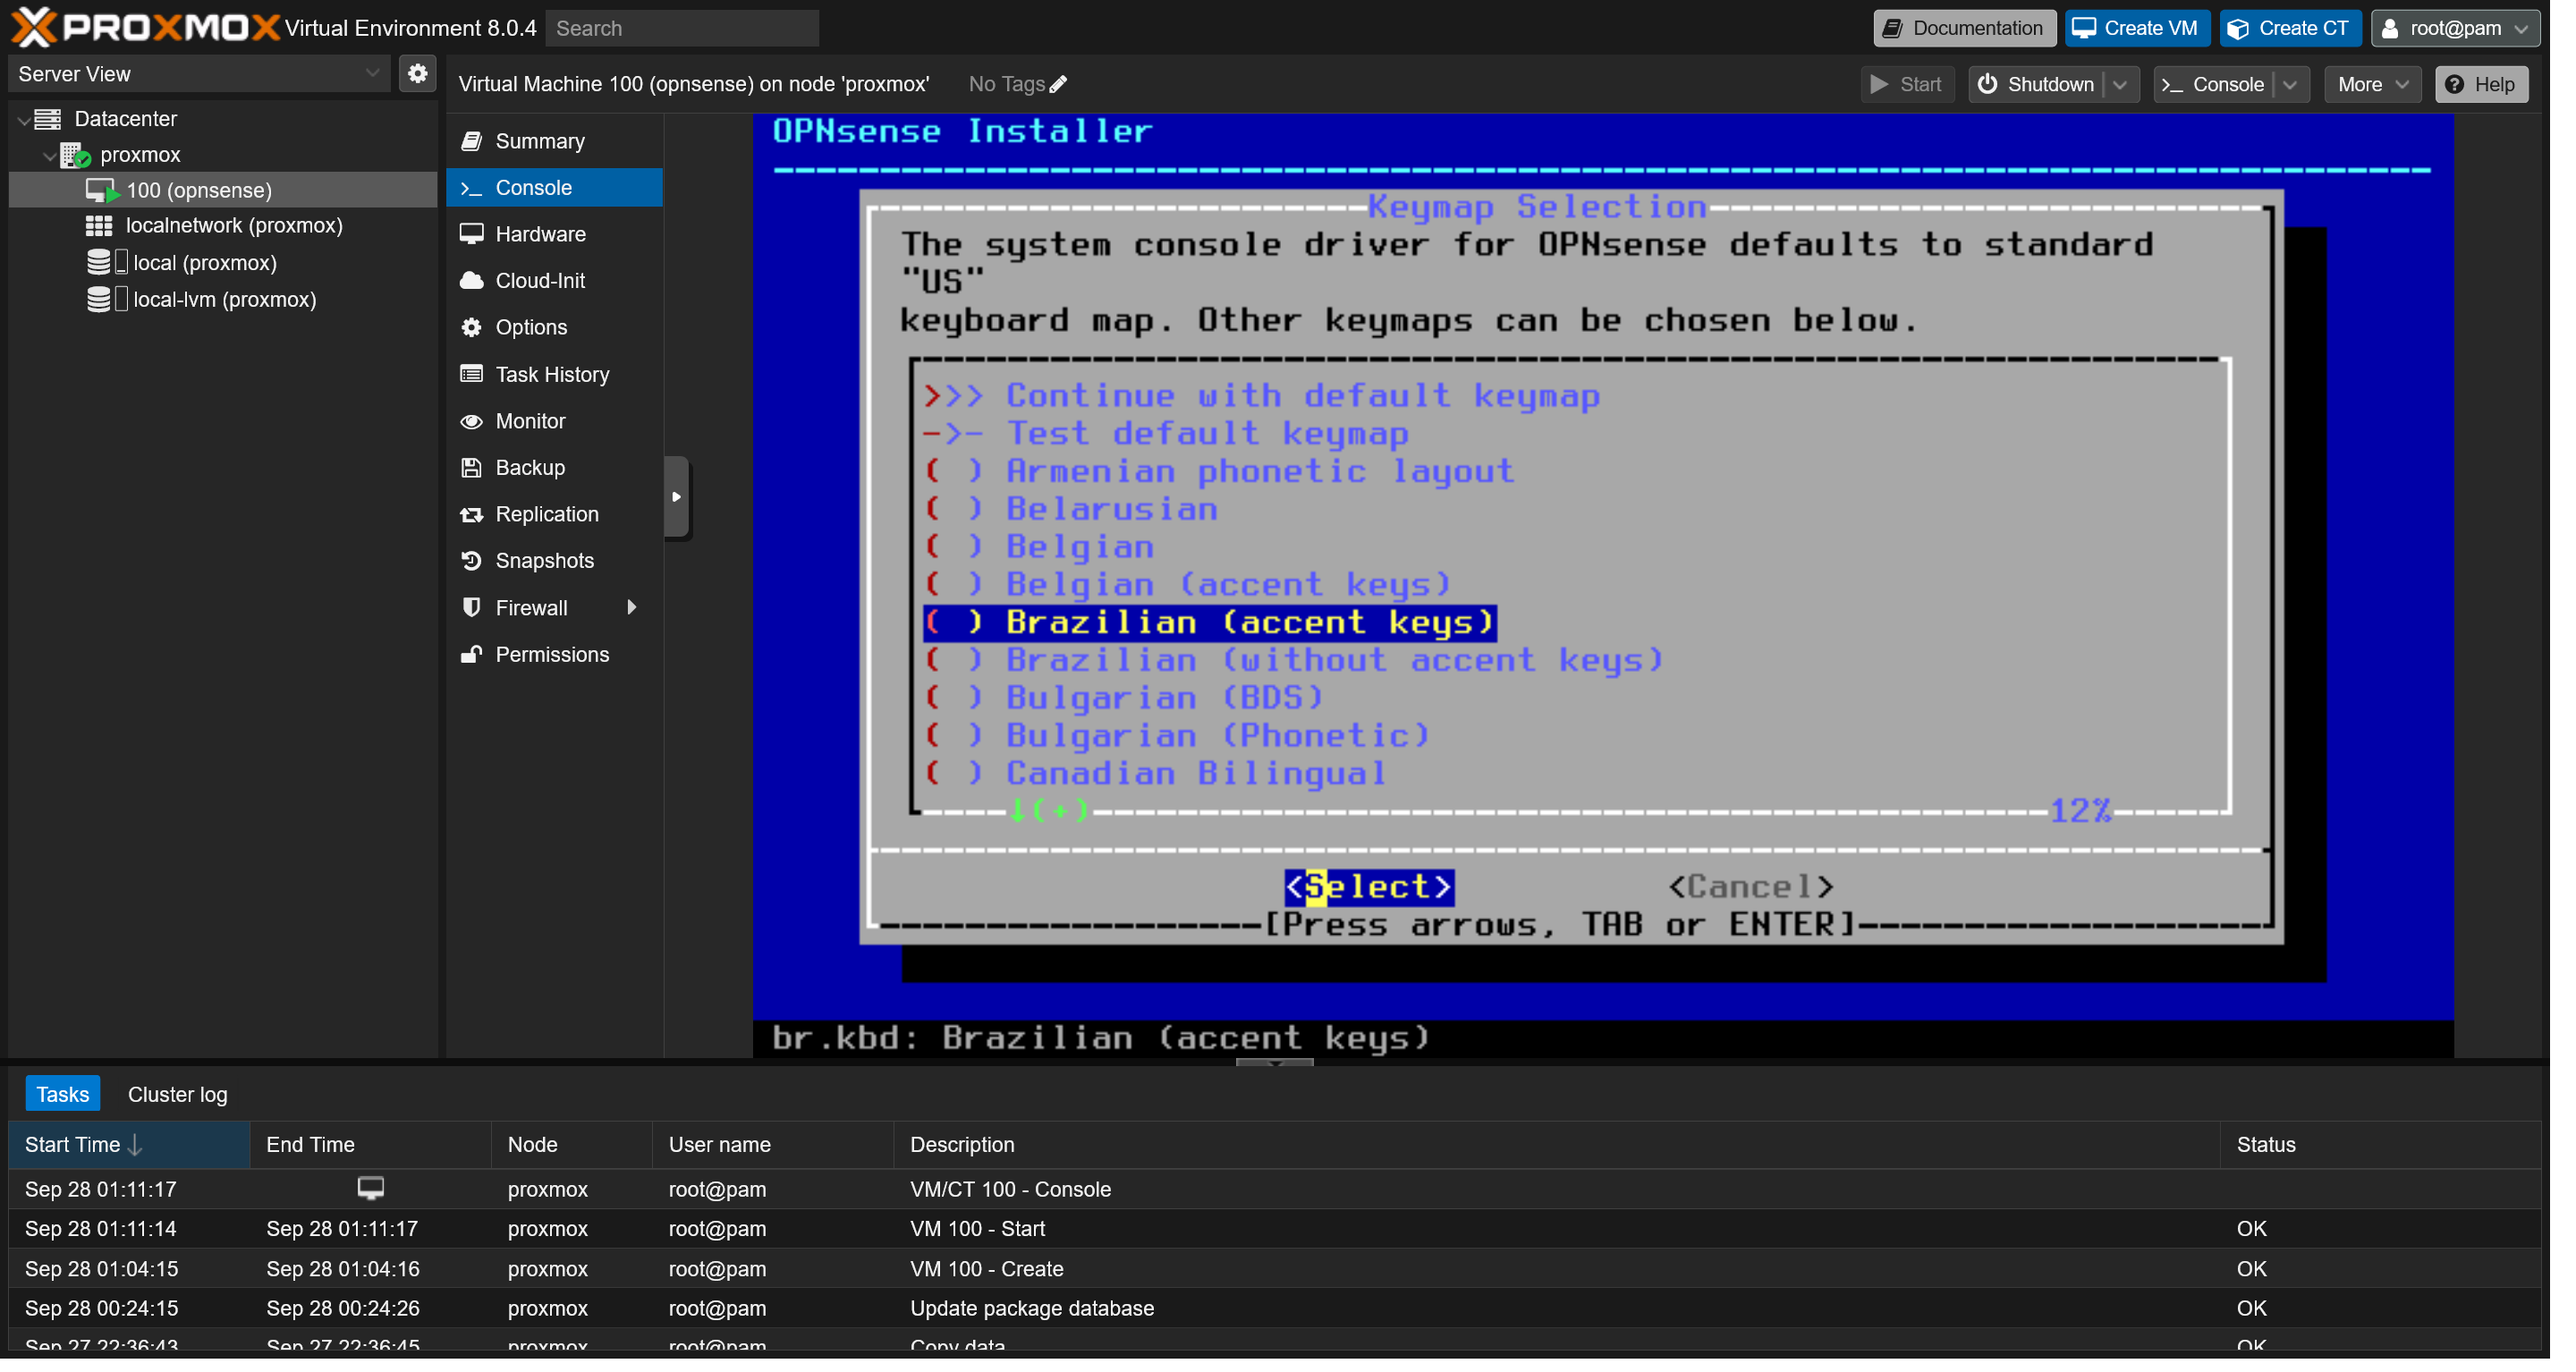 PROXMOX Virtual Environment 8.0.4 Search Documentation Create VM Create CT root@pam
Server View
Virtual Machine 100 (opnsense) on node 'proxmox' No Tags Start Shutdown >_ Console More Help
Datacenter
proxmox
100 (opnsense)
localnetwork (proxmox)
local (proxmox)
local-lvm (proxmox)
Summary
>_ Console
Hardware
Cloud-Init
Options
Task History
Monitor
Backup
Replication
Snapshots
Firewall
Permissions
OPNsense Installer
Keymap Selection
The system console driver for OPNsense defaults to standard
"US"
keyboard map. Other keymaps can be chosen below.
>>> Continue with default keymap
->- Test default keymap
( ) Armenian phonetic layout
( ) Belarusian
( ) Belgian
( ) Belgian (accent keys)
( ) Brazilian (accent keys)
( ) Brazilian (without accent keys)
( ) Bulgarian (BDS)
( ) Bulgarian (Phonetic)
( ) Canadian Bilingual
↓(+) 12%
<Select> <Cancel>
[Press arrows, TAB or ENTER]
br.kbd: Brazilian (accent keys)
Tasks Cluster log
Start Time ↓ End Time Node User name Description Status
Sep 28 01:11:17 proxmox root@pam VM/CT 100 - Console
Sep 28 01:11:14 Sep 28 01:11:17 proxmox root@pam VM 100 - Start OK
Sep 28 01:04:15 Sep 28 01:04:16 proxmox root@pam VM 100 - Create OK
Sep 28 00:24:15 Sep 28 00:24:26 proxmox root@pam Update package database OK
Sep 27 22:36:43 Sep 27 22:36:45 proxmox root@pam Copy data OK